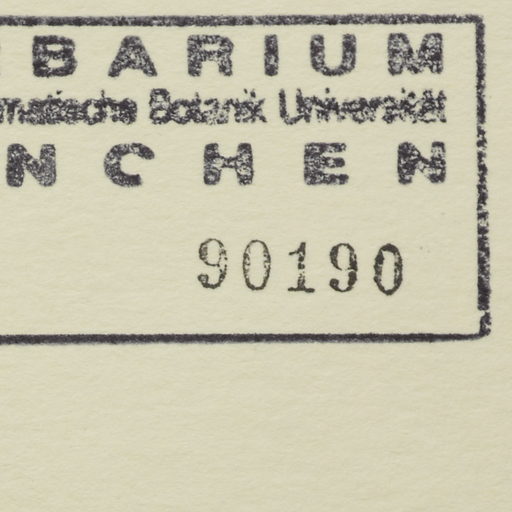 BARIUM
matische Botanik Universität
NCHEN
90190